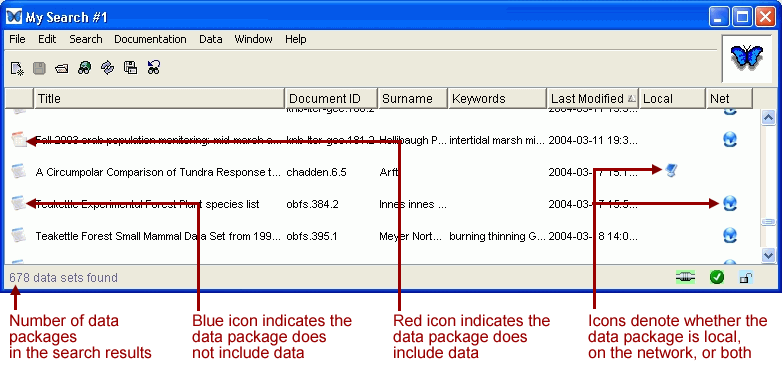 My Search #1
File Edit Search Documentation Data Window Help
Title Document ID Surname Keywords Last Modified Local Net
Fall 2003 crab population monitoring: mid-marsh c... knb-lter-gce.181.2 Hollibaugh P... intertidal marsh mi... 2004-03-11 19:3...
A Circumpolar Comparison of Tundra Response t... chadden.6.5 Arft 2004-03-17 15:1...
Teakettle Experimental Forest Plant species list obfs.384.2 Innes innes ... 2004-03-17 15:5...
Teakettle Forest Small Mammal Data Set from 199... obfs.395.1 Meyer Nort... burning thinning G... 2004-03-18 14:0...
678 data sets found
Number of data
packages
in the search results
Blue icon indicates the
data package does
not include data
Red icon indicates the
data package does
include data
Icons denote whether the
data package is local,
on the network, or both